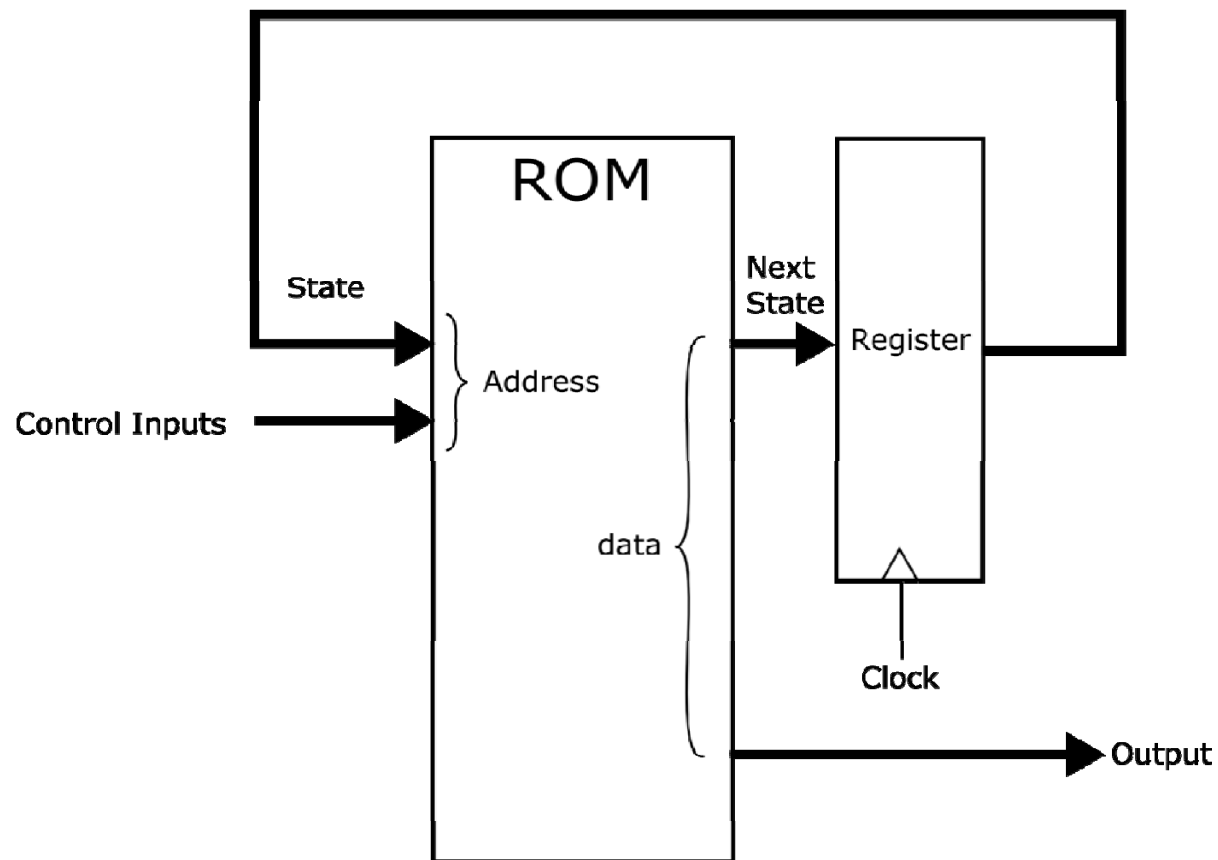 ROM
State
Next
State
Register
Address
Control Inputs
data
Clock
Output